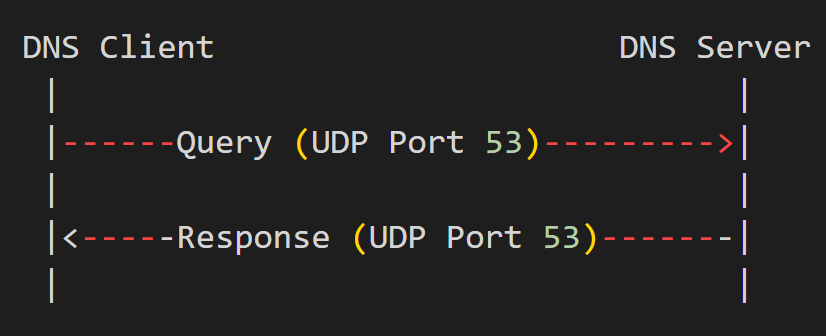 DNS Client                     DNS Server
 |                                    |
 |------Query (UDP Port 53)--------->|
 |                                    |
 |<-----Response (UDP Port 53)-------|
 |                                    |